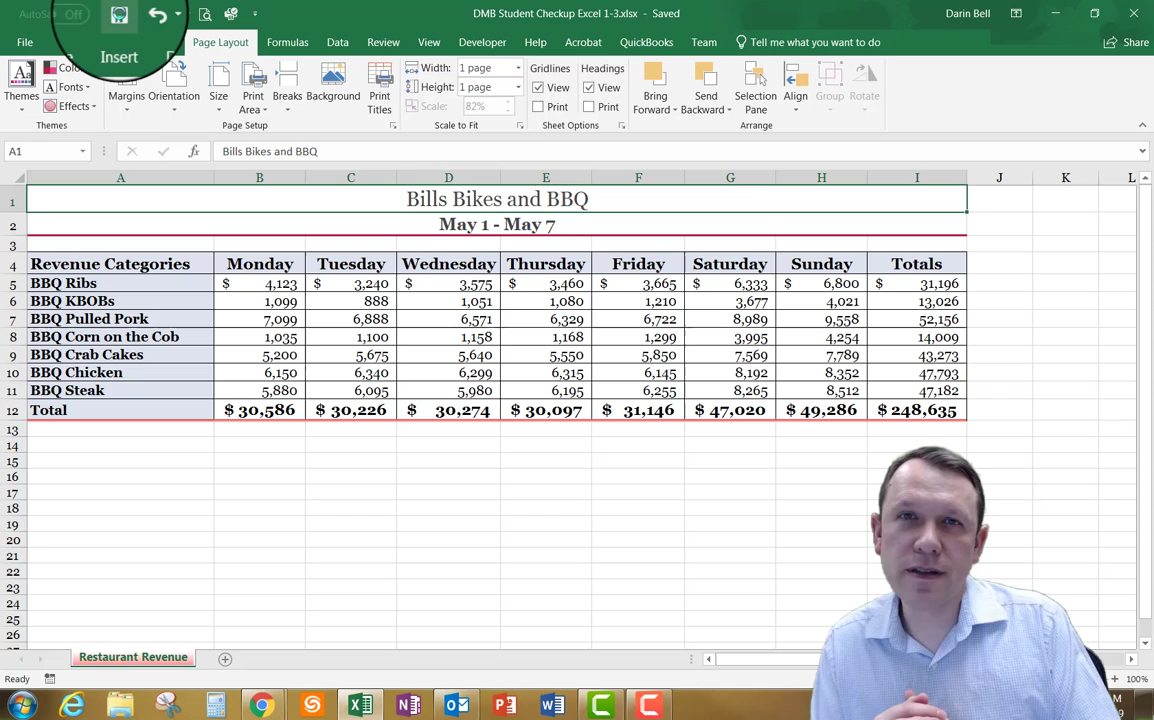 AutoSave Off
DMB Student Checkup Excel 1-3.xlsx - Saved
Darin Bell
File
Insert
Page Layout
Formulas
Data
Review
View
Developer
Help
Acrobat
QuickBooks
Team
Tell me what you want to do
Share
Themes
Fonts
Effects
Margins
Orientation
Size
Print Area
Breaks
Background
Print Titles
Width: 1 page
Height: 1 page
Scale: 82%
Gridlines
View
Print
Headings
View
Print
Bring Forward
Send Backward
Selection Pane
Align
Group
Rotate
Themes
Page Setup
Scale to Fit
Sheet Options
Arrange
A1
fx
Bills Bikes and BBQ
A B C D E F G H I J K L
1 Bills Bikes and BBQ
2 May 1 - May 7
3
4 Revenue Categories Monday Tuesday Wednesday Thursday Friday Saturday Sunday Totals
5 BBQ Ribs $ 4,123 $ 3,240 $ 3,575 $ 3,460 $ 3,665 $ 6,333 $ 6,800 $ 31,196
6 BBQ KBOBs 1,099 888 1,051 1,080 1,210 3,677 4,021 13,026
7 BBQ Pulled Pork 7,099 6,888 6,571 6,329 6,722 8,989 9,558 52,156
8 BBQ Corn on the Cob 1,035 1,100 1,158 1,168 1,299 3,995 4,254 14,009
9 BBQ Crab Cakes 5,200 5,675 5,640 5,550 5,850 7,569 7,789 43,273
10 BBQ Chicken 6,150 6,340 6,299 6,315 6,145 8,192 8,352 47,793
11 BBQ Steak 5,880 6,095 5,980 6,195 6,255 8,265 8,512 47,182
12 Total $ 30,586 $ 30,226 $ 30,274 $ 30,097 $ 31,146 $ 47,020 $ 49,286 $ 248,635
13
14
15
16
17
18
19
20
21
22
23
24
25
26
Restaurant Revenue
Ready
100%